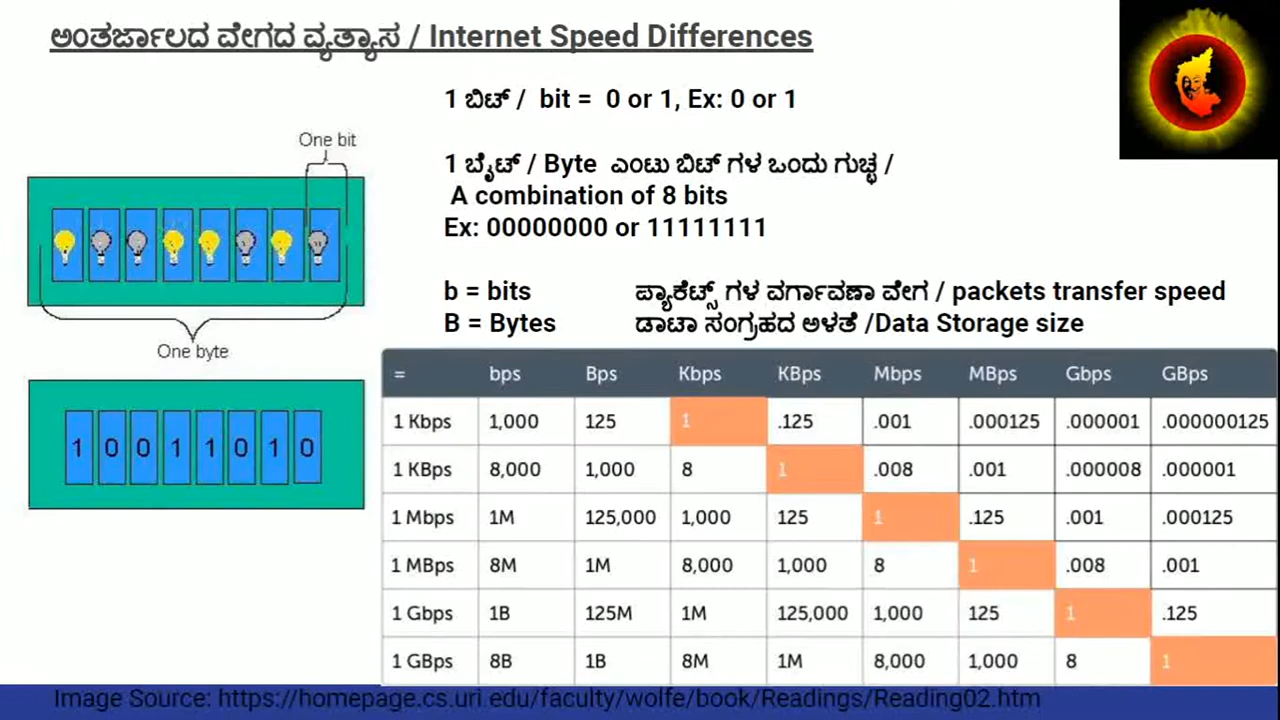 ಅಂತರ್ಜಾಲದ ವೇಗದ ವ್ಯತ್ಯಾಸ / Internet Speed Differences
1 ಬಿಟ್ / bit = 0 or 1, Ex: 0 or 1
1 ಬೈಟ್ / Byte ಎಂಟು ಬಿಟ್ ಗಳ ಒಂದು ಗುಚ್ಛ /
A combination of 8 bits
Ex: 00000000 or 11111111
b = bits ಪ್ಯಾಕೆಟ್ಸ್ ಗಳ ವರ್ಗಾವಣಾ ವೇಗ / packets transfer speed
B = Bytes ಡಾಟಾ ಸಂಗ್ರಹದ ಅಳತೆ /Data Storage size
One bit
One byte
1 0 0 1 1 0 1 0
= bps Bps Kbps KBps Mbps MBps Gbps GBps
1 Kbps 1,000 125 1 .125 .001 .000125 .000001 .000000125
1 KBps 8,000 1,000 8 1 .008 .001 .000008 .000001
1 Mbps 1M 125,000 1,000 125 1 .125 .001 .000125
1 MBps 8M 1M 8,000 1,000 8 1 .008 .001
1 Gbps 1B 125M 1M 125,000 1,000 125 1 .125
1 GBps 8B 1B 8M 1M 8,000 1,000 8 1
Image Source: https://homepage.cs.uri.edu/faculty/wolfe/book/Readings/Reading02.htm